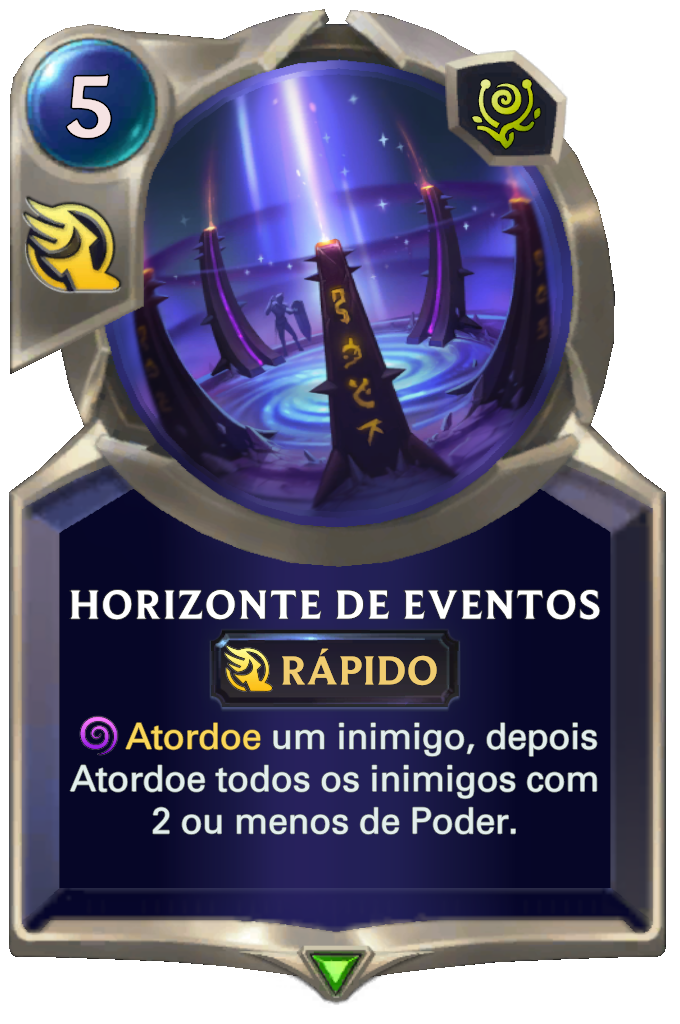 5
HORIZONTE DE EVENTOS
RÁPIDO
Atordoe um inimigo, depois
Atordoe todos os inimigos com
2 ou menos de Poder.